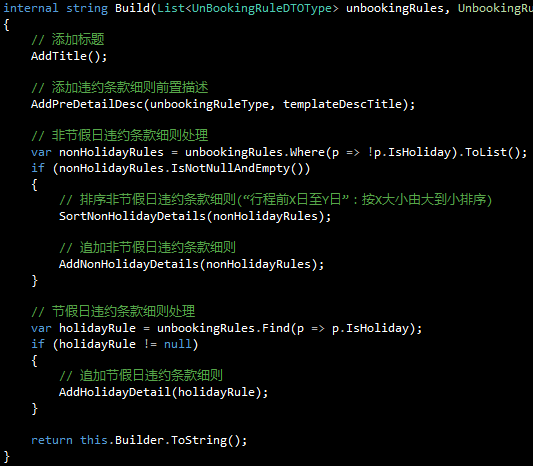 internal string Build(List<UnBookingRuleDTOType> unbookingRules, UnbookingRu
{
// 添加标题
AddTitle();
// 添加违约条款细则前置描述
AddPreDetailDesc(unbookingRuleType, templateDescTitle);
// 非节假日违约条款细则处理
var nonHolidayRules = unbookingRules.Where(p => !p.IsHoliday).ToList();
if (nonHolidayRules.IsNotNullAndEmpty())
{
// 排序非节假日违约条款细则(“行程前X日至Y日”：按X大小由大到小排序)
SortNonHolidayDetails(nonHolidayRules);
// 追加非节假日违约条款细则
AddNonHolidayDetails(nonHolidayRules);
}
// 节假日违约条款细则处理
var holidayRule = unbookingRules.Find(p => p.IsHoliday);
if (holidayRule != null)
{
// 追加节假日违约条款细则
AddHolidayDetail(holidayRule);
}
return this.Builder.ToString();
}